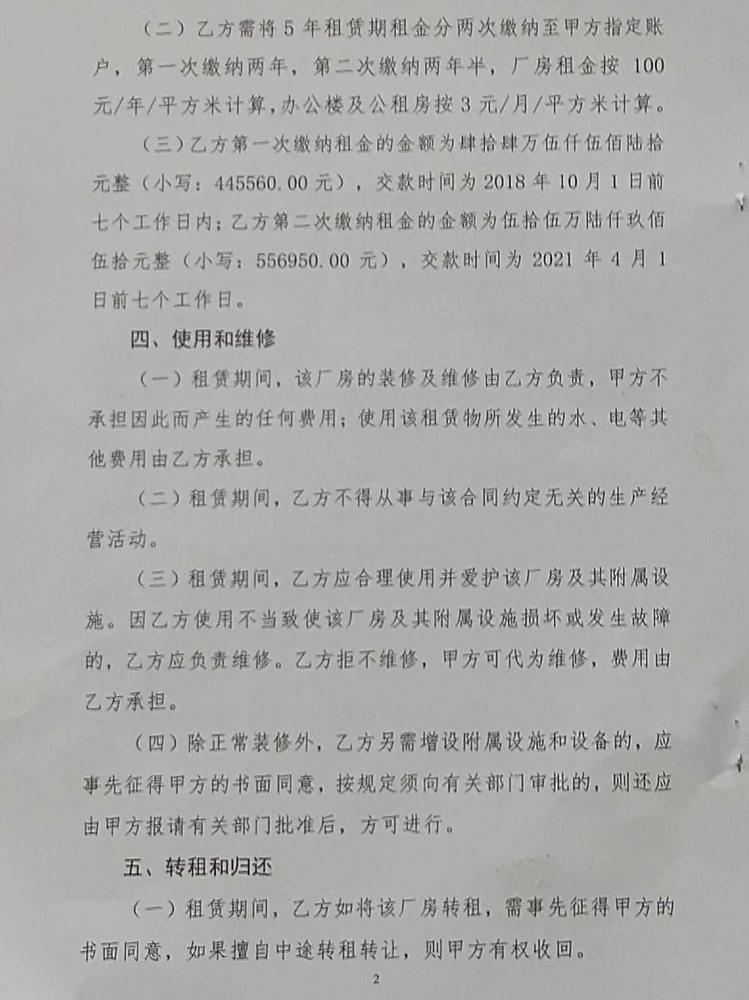 （二）乙方需将 5 年租赁期租金分两次缴纳至甲方指定账
户，第一次缴纳两年，第二次缴纳两年半，厂房租金按 100
元/年/平方米计算,办公楼及公租房按 3 元/月/平方米计算。
（三）乙方第一次缴纳租金的金额为肆拾肆万伍仟伍佰陆拾
元整（小写：445560.00 元），交款时间为 2018 年 10 月 1 日前
七个工作日内；乙方第二次缴纳租金的金额为伍拾伍万陆仟玖佰
伍拾元整（小写：556950.00 元），交款时间为 2021 年 4 月 1
日前七个工作日。
四、使用和维修
（一）租赁期间，该厂房的装修及维修由乙方负责，甲方不
承担因此而产生的任何费用；使用该租赁物所发生的水、电等其
他费用由乙方承担。
（二）租赁期间，乙方不得从事与该合同约定无关的生产经
营活动。
（三）租赁期间，乙方应合理使用并爱护该厂房及其附属设
施。因乙方使用不当致使该厂房及其附属设施损坏或发生故障
的，乙方应负责维修。乙方拒不维修，甲方可代为维修，费用由
乙方承担。
（四）除正常装修外，乙方另需增设附属设施和设备的，应
事先征得甲方的书面同意，按规定须向有关部门审批的，则还应
由甲方报请有关部门批准后，方可进行。
五、转租和归还
（一）租赁期间，乙方如将该厂房转租，需事先征得甲方的
书面同意，如果擅自中途转租转让，则甲方有权收回。
2